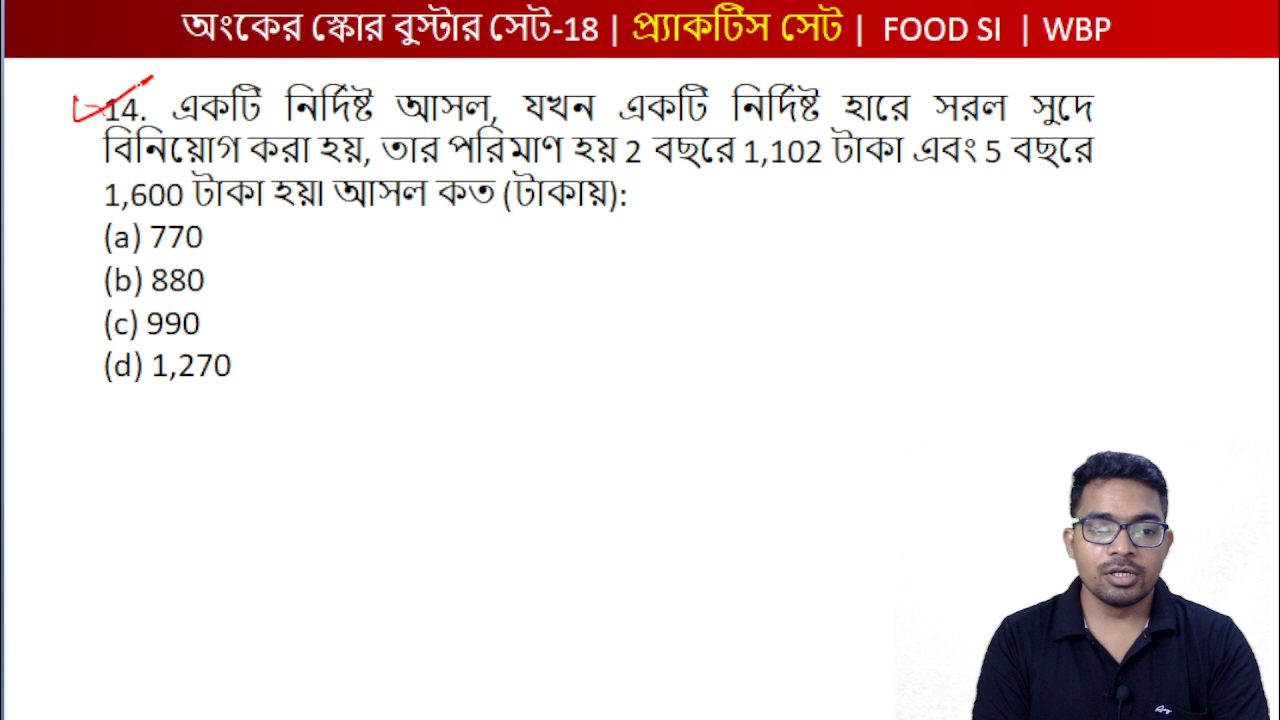 অংকের স্কোর বুস্টার সেট-18 | প্র্যাকটিস সেট | FOOD SI | WBP
14. একটি নির্দিষ্ট আসল, যখন একটি নির্দিষ্ট হারে সরল সুদে
বিনিয়োগ করা হয়, তার পরিমাণ হয় 2 বছরে 1,102 টাকা এবং 5 বছরে
1,600 টাকা হয়। আসল কত (টাকায়):
(a) 770
(b) 880
(c) 990
(d) 1,270